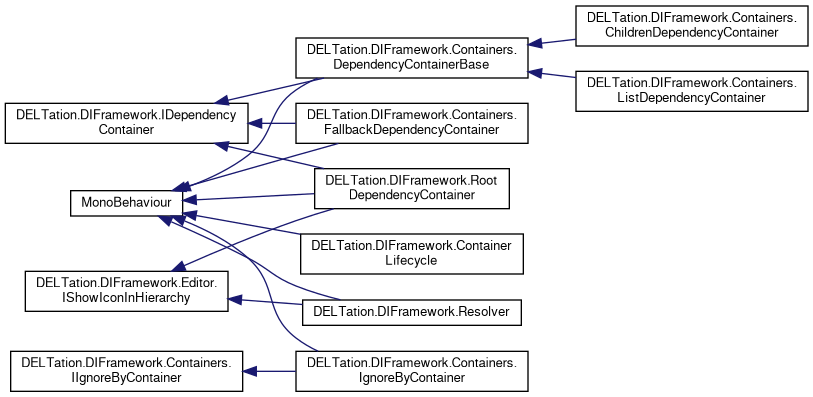 DELTation.DIFramework.IDependency
Container
MonoBehaviour
DELTation.DIFramework.Editor.
IShowIconInHierarchy
DELTation.DIFramework.Containers.
IIgnoreByContainer
DELTation.DIFramework.Containers.
DependencyContainerBase
DELTation.DIFramework.Containers.
FallbackDependencyContainer
DELTation.DIFramework.Root
DependencyContainer
DELTation.DIFramework.Container
Lifecycle
DELTation.DIFramework.Resolver
DELTation.DIFramework.Containers.
IgnoreByContainer
DELTation.DIFramework.Containers.
ChildrenDependencyContainer
DELTation.DIFramework.Containers.
ListDependencyContainer